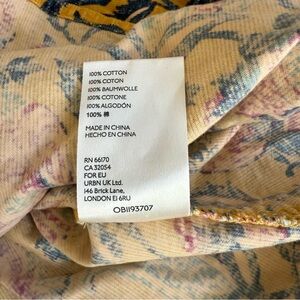 100% COTTON
100% COTON
100% BAUMWOLLE
100% COTONE
100% ALGODÓN
100% 棉
MADE IN CHINA
HECHO EN CHINA
RN 66170
CA 32054
FOR EU
URBN UK Ltd.
146 Brick Lane,
LONDON E1 6RU
OB1193707